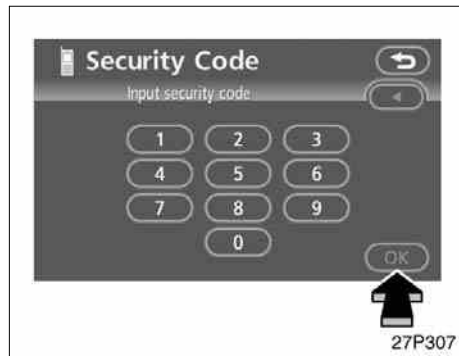 Security Code
Input security code
1 2 3
4 5 6
7 8 9
0
OK
27P307